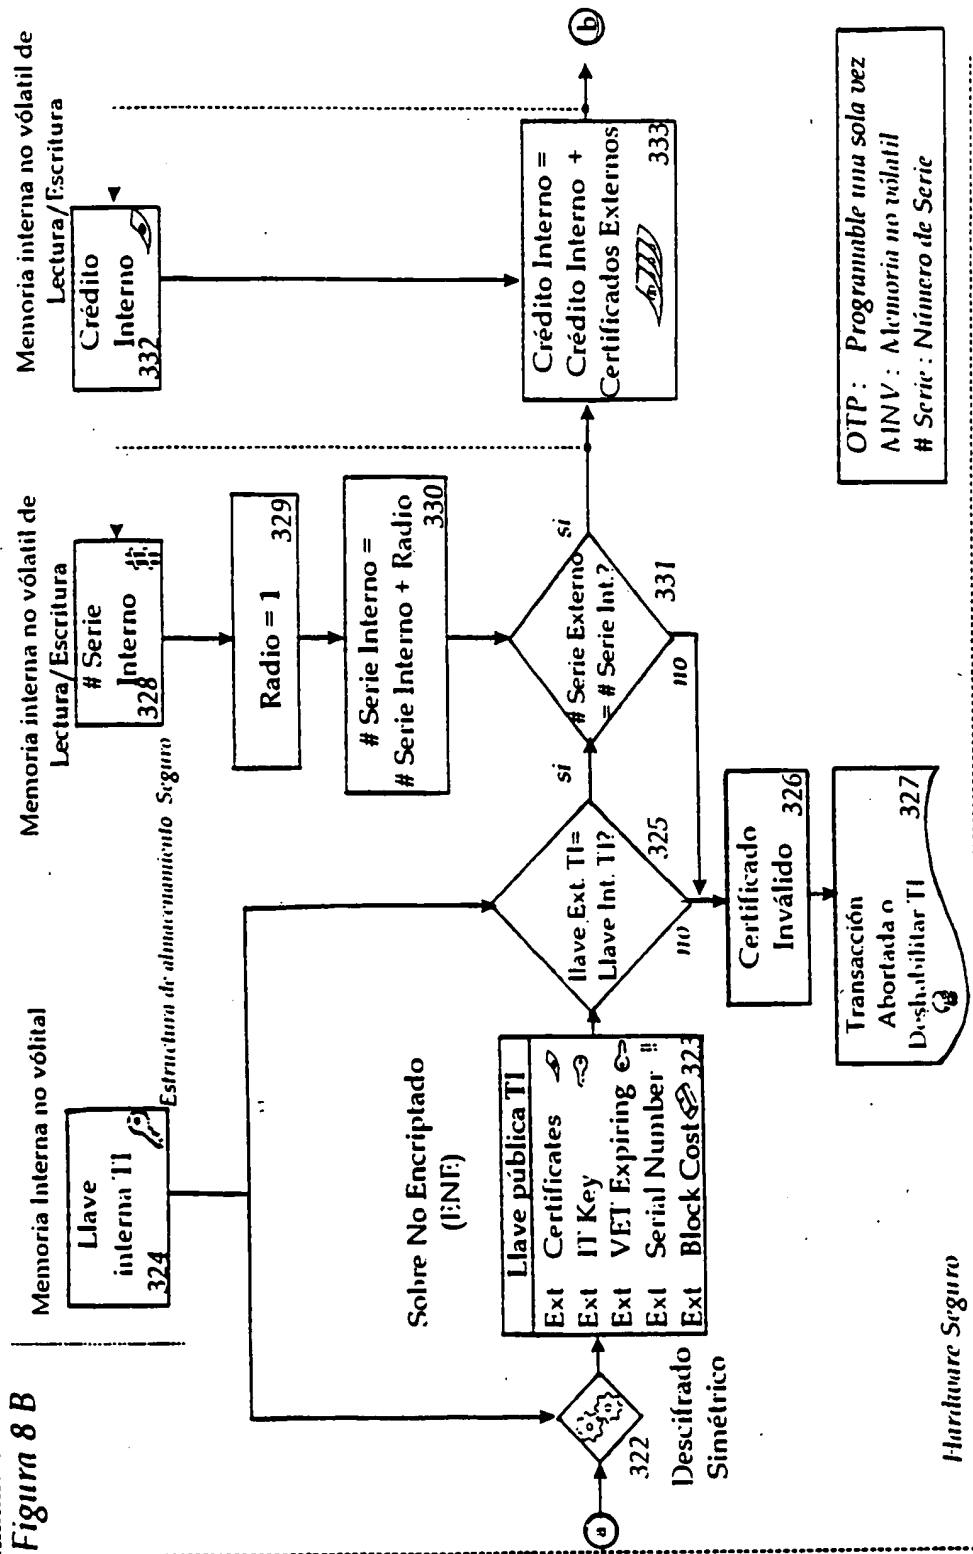 Figura 8 B
Memoria Interna no vólital
Llave
interna TI
324
Estructura de almacenamiento Seguro
Memoria interna no vólatil de
Lectura/Escritura
# Serie
Interno
328
Radio = 1
329
# Serie Interno =
# Serie Interno + Radio
330
Memoria interna no vólatil de
Lectura/Escritura
Crédito
Interno
332
Sobre No Encriptado
(ENE)
a
322
Descifrado
Simétrico
Llave pública TI
Ext Certificates
Ext IT Key
Ext VET Expiring
Ext Serial Number
Ext Block Cost 323
llave Ext. TI=
Llave Int. TI?
325
si
no
# Serie Externo
= # Serie Int.?
331
si
no
Crédito Interno =
Crédito Interno +
Certificados Externos
333
b
Certificado
Inválido
326
Transacción
Abortada o
Deshabilitar TI
327
OTP : Programable una sola vez
MNV : Memoria no vólatil
# Serie : Número de Serie
Hardware Seguro